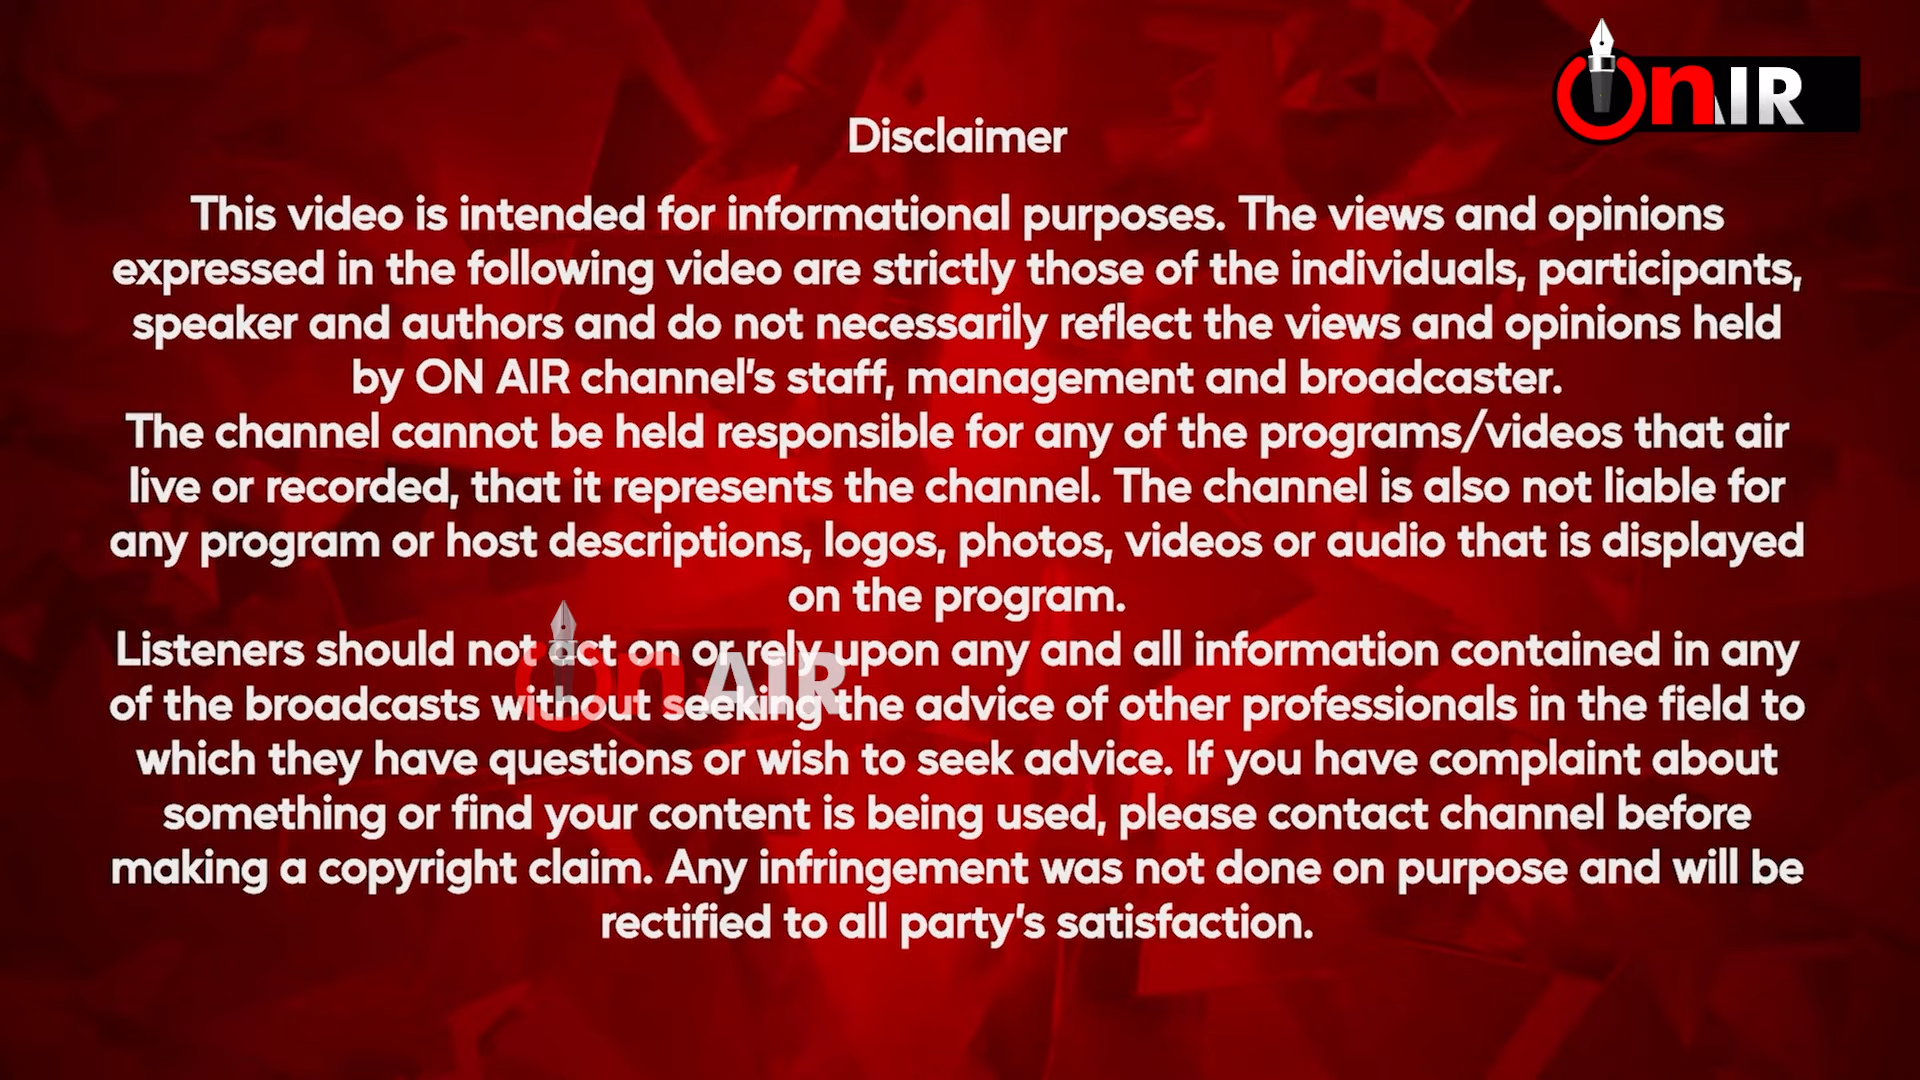 On AIR
Disclaimer
This video is intended for informational purposes. The views and opinions
expressed in the following video are strictly those of the individuals, participants,
speaker and authors and do not necessarily reflect the views and opinions held
by ON AIR channel's staff, management and broadcaster.
The channel cannot be held responsible for any of the programs/videos that air
live or recorded, that it represents the channel. The channel is also not liable for
any program or host descriptions, logos, photos, videos or audio that is displayed
on the program.
Listeners should not act on or rely upon any and all information contained in any
of the broadcasts without seeking the advice of other professionals in the field to
which they have questions or wish to seek advice. If you have complaint about
something or find your content is being used, please contact channel before
making a copyright claim. Any infringement was not done on purpose and will be
rectified to all party's satisfaction.
On AIR